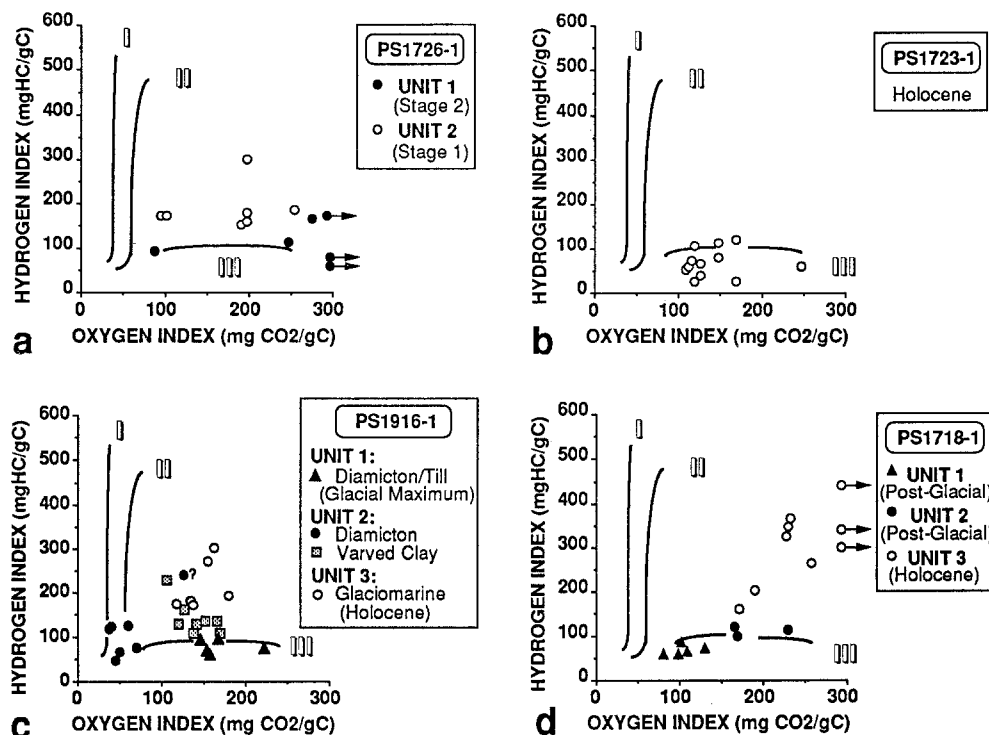 600
500
400
300
200
100
0
HYDROGEN INDEX (mgHC/gC)
I
II
III
PS1726-1
UNIT 1
(Stage 2)
UNIT 2
(Stage 1)
0 100 200 300
OXYGEN INDEX (mg CO2/gC)
a
600
500
400
300
200
100
0
HYDROGEN INDEX (mgHC/gC)
I
II
III
PS1723-1
Holocene
0 100 200 300
OXYGEN INDEX (mg CO2/gC)
b
600
500
400
300
200
100
0
HYDROGEN INDEX (mgHC/gC)
I
II
III
?
PS1916-1
UNIT 1:
Diamicton/Till
(Glacial Maximum)
UNIT 2:
Diamicton
Varved Clay
UNIT 3:
Glaciomarine
(Holocene)
0 100 200 300
OXYGEN INDEX (mg CO2/gC)
c
600
500
400
300
200
100
0
HYDROGEN INDEX (mgHC/gC)
I
II
III
PS1718-1
UNIT 1
(Post-Glacial)
UNIT 2
(Post-Glacial)
UNIT 3
(Holocene)
0 100 200 300
OXYGEN INDEX (mg CO2/gC)
d